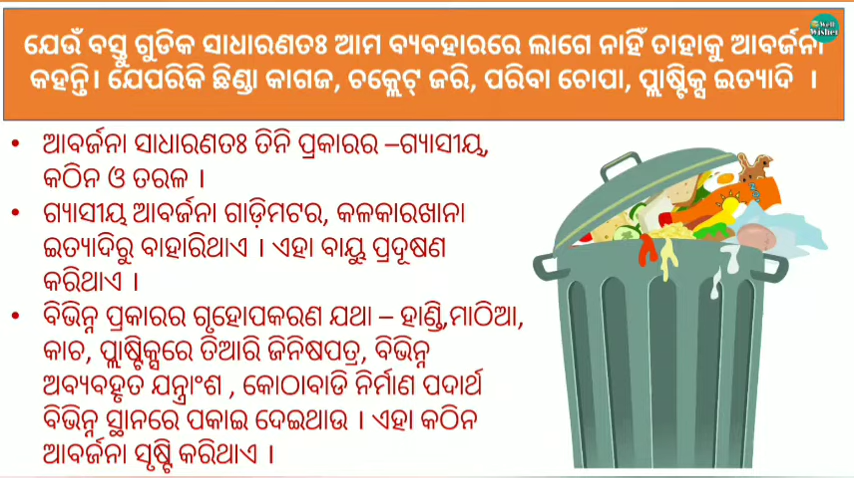 Well
Wisher
ଯେଉଁ ବସ୍ତୁ ଗୁଡିକ ସାଧାରଣତଃ ଆମ ବ୍ୟବହାରରେ ଲାଗେ ନାହିଁ ତାହାକୁ ଆବର୍ଜନା
କହନ୍ତି। ଯେପରିକି ଛିଣ୍ଡା କାଗଜ, ଚକ୍ଲେଟ୍ ଜରି, ପରିବା ଚୋପା, ପ୍ଲାଷ୍ଟିକ୍ସ ଇତ୍ୟାଦି ।
• ଆବର୍ଜନା ସାଧାରଣତଃ ତିନି ପ୍ରକାରର –ଗ୍ୟାସୀୟ,
କଠିନ ଓ ତରଳ ।
• ଗ୍ୟାସୀୟ ଆବର୍ଜନା ଗାଡ଼ିମଟର, କଳକାରଖାନା
ଇତ୍ୟାଦିରୁ ବାହାରିଥାଏ । ଏହା ବାୟୁ ପ୍ରଦୂଷଣ
କରିଥାଏ ।
• ବିଭିନ୍ନ ପ୍ରକାରର ଗୃହୋପକରଣ ଯଥା – ହାଣ୍ଡି,ମାଠିଆ,
କାଚ, ପ୍ଲାଷ୍ଟିକ୍ସରେ ତିଆରି ଜିନିଷପତ୍ର, ବିଭିନ୍ନ
ଅବ୍ୟବହୃତ ଯନ୍ତ୍ରାଂଶ , କୋଠାବାଡି ନିର୍ମାଣ ପଦାର୍ଥ
ବିଭିନ୍ନ ସ୍ଥାନରେ ପକାଇ ଦେଇଥାଉ । ଏହା କଠିନ
ଆବର୍ଜନା ସୃଷ୍ଟି କରିଥାଏ ।